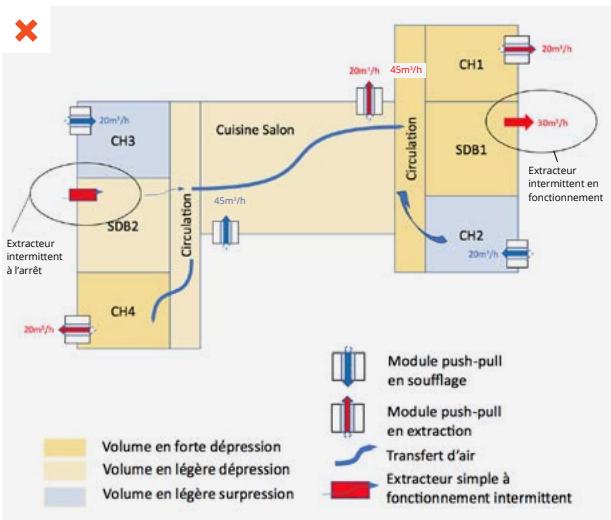 20m³/h
CH1
20m³/h
45m³/h
20m³/h
CH3
Cuisine Salon
Circulation
SDB1
30m³/h
Extracteur
intermittent en
fonctionnement
SDB2
45m³/h
Circulation
CH2
20m³/h
Extracteur
intermittent
à l'arrêt
CH4
20m³/h
Module push-pull
en soufflage
Module push-pull
en extraction
Transfert d'air
Extracteur simple à
fonctionnement intermittent
Volume en forte dépression
Volume en légère dépression
Volume en légère surpression